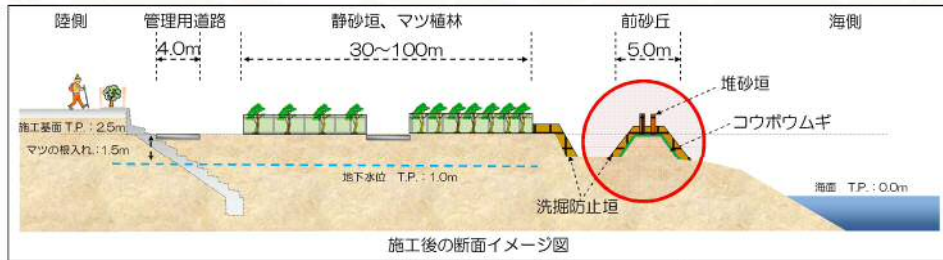 陸側
管理用道路
静砂垣、マツ植林
前砂丘
海側
4.0m
30～100m
5.0m
堆砂垣
施工基面 T.P.：2.5m
コウボウムギ
マツの根入れ：1.5m
地下水位 T.P.：1.0m
海面 T.P.：0.0m
洗掘防止垣
施工後の断面イメージ図